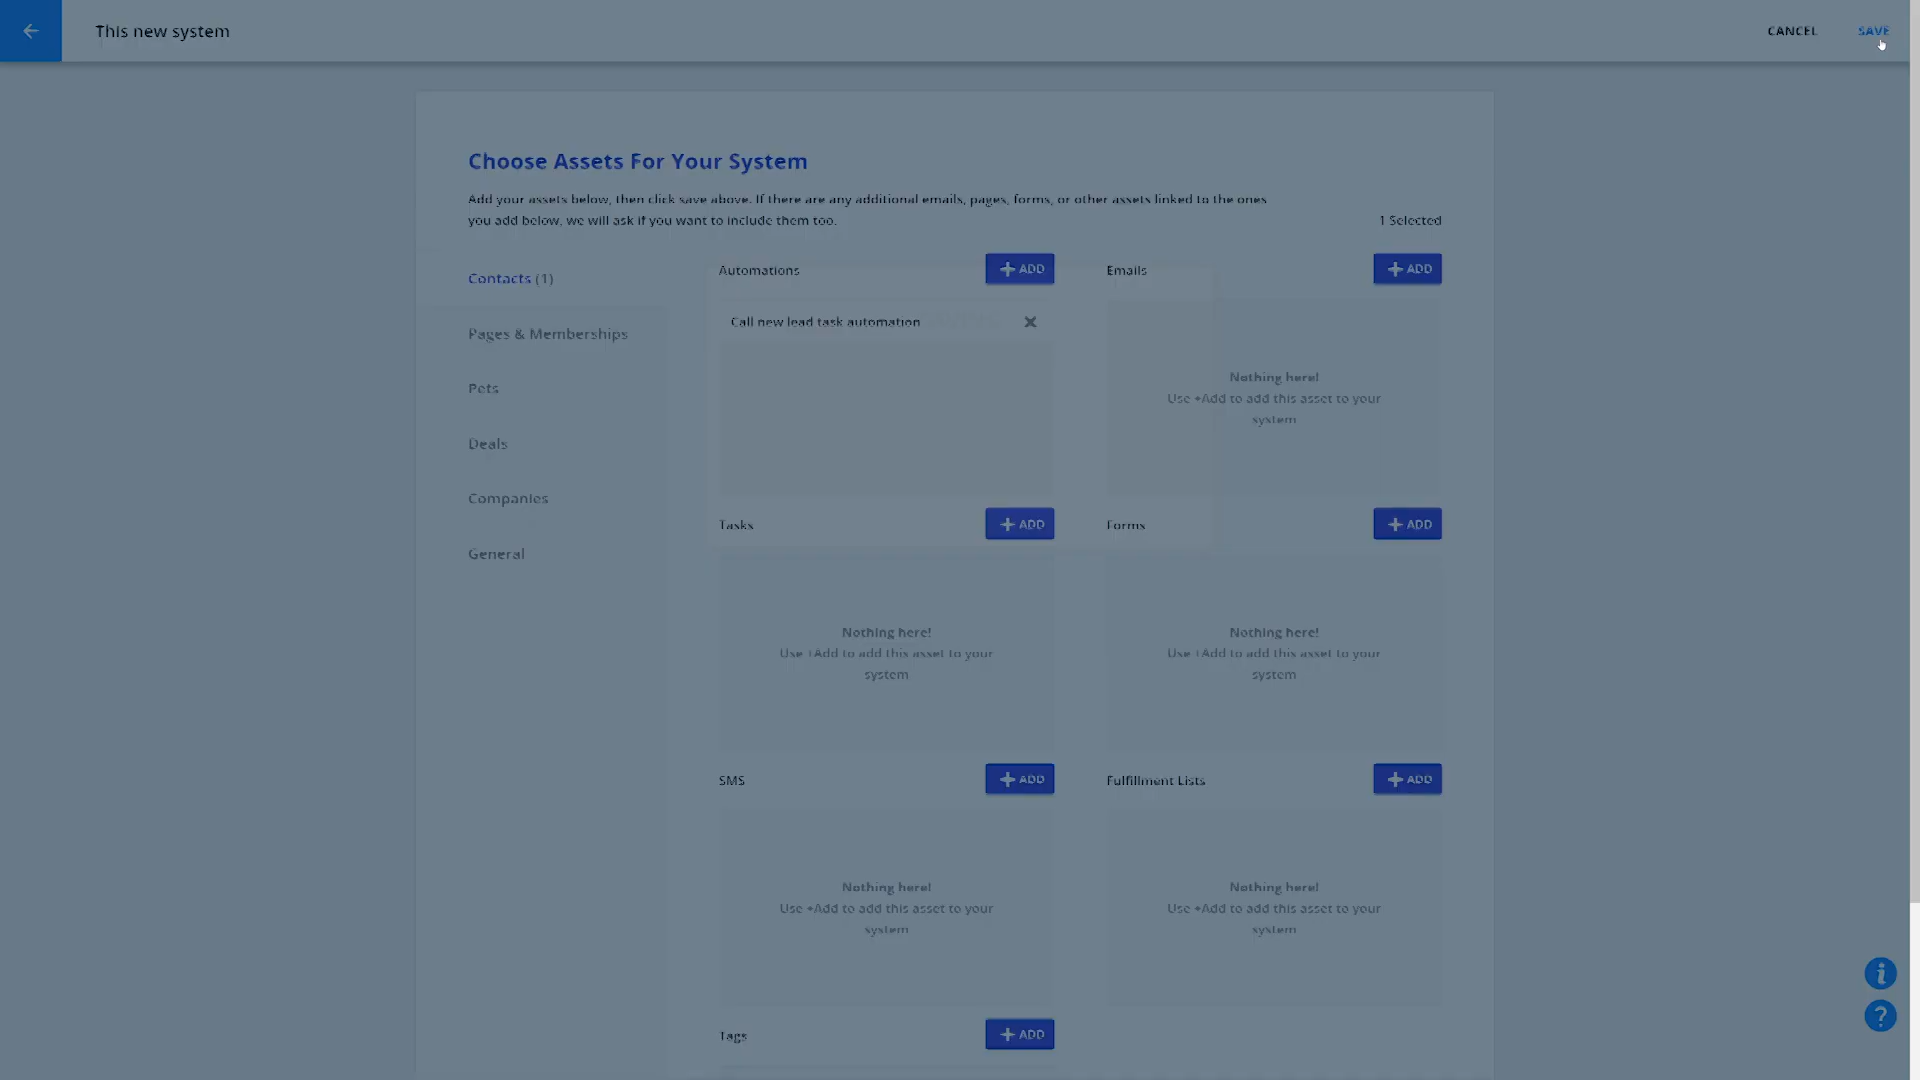 This new system
CANCEL
SAVE
Choose Assets For Your System
Add your assets below, then click save above. If there are any additional emails, pages, forms, or other assets linked to the ones
you add below, we will ask if you want to include them too.
1 Selected
Contacts (1)
Pages & Memberships
Pets
Deals
Companies
General
Automations
+ ADD
Call new lead task automation
Emails
+ ADD
Nothing here!
Use +Add to add this asset to your
system
Tasks
+ ADD
Nothing here!
Use +Add to add this asset to your
system
Forms
+ ADD
Nothing here!
Use +Add to add this asset to your
system
SMS
+ ADD
Nothing here!
Use +Add to add this asset to your
system
Fulfillment Lists
+ ADD
Nothing here!
Use +Add to add this asset to your
system
Tags
+ ADD